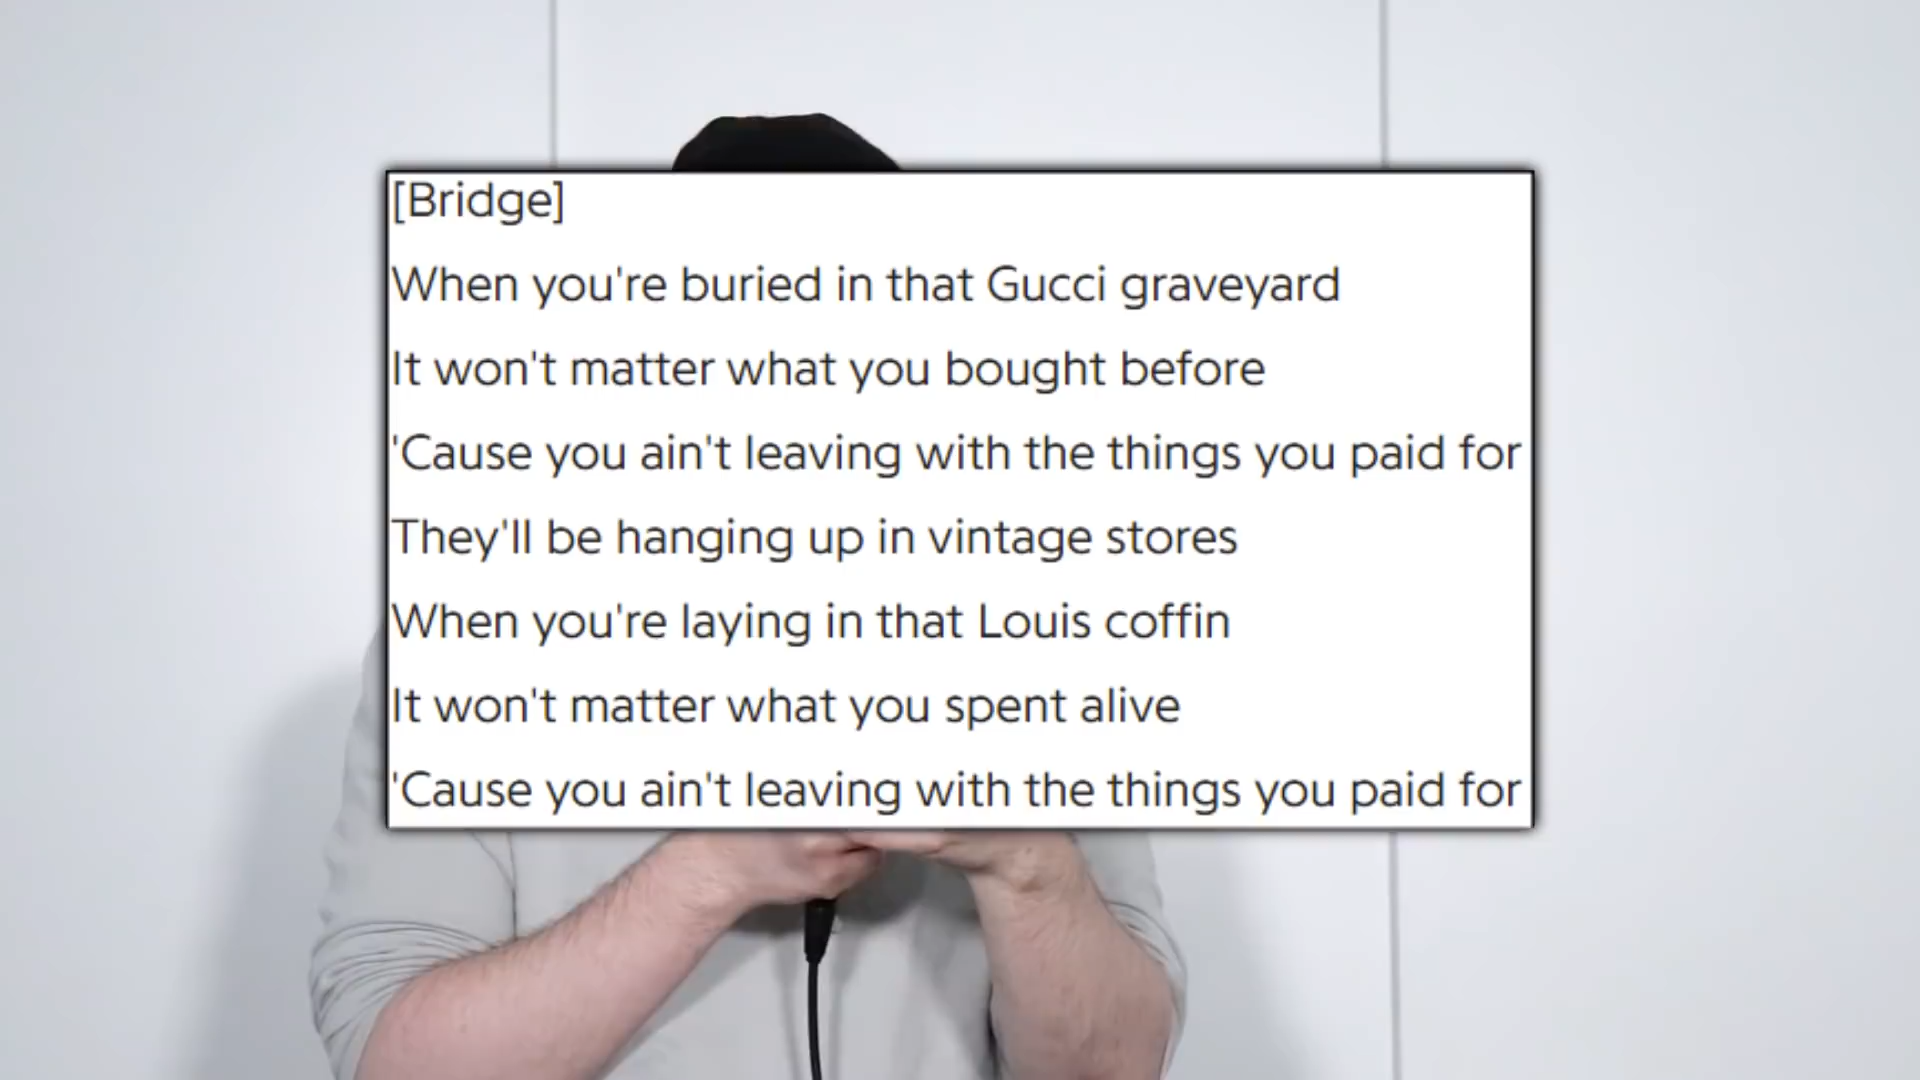 [Bridge]
When you're buried in that Gucci graveyard
It won't matter what you bought before
'Cause you ain't leaving with the things you paid for
They'll be hanging up in vintage stores
When you're laying in that Louis coffin
It won't matter what you spent alive
'Cause you ain't leaving with the things you paid for